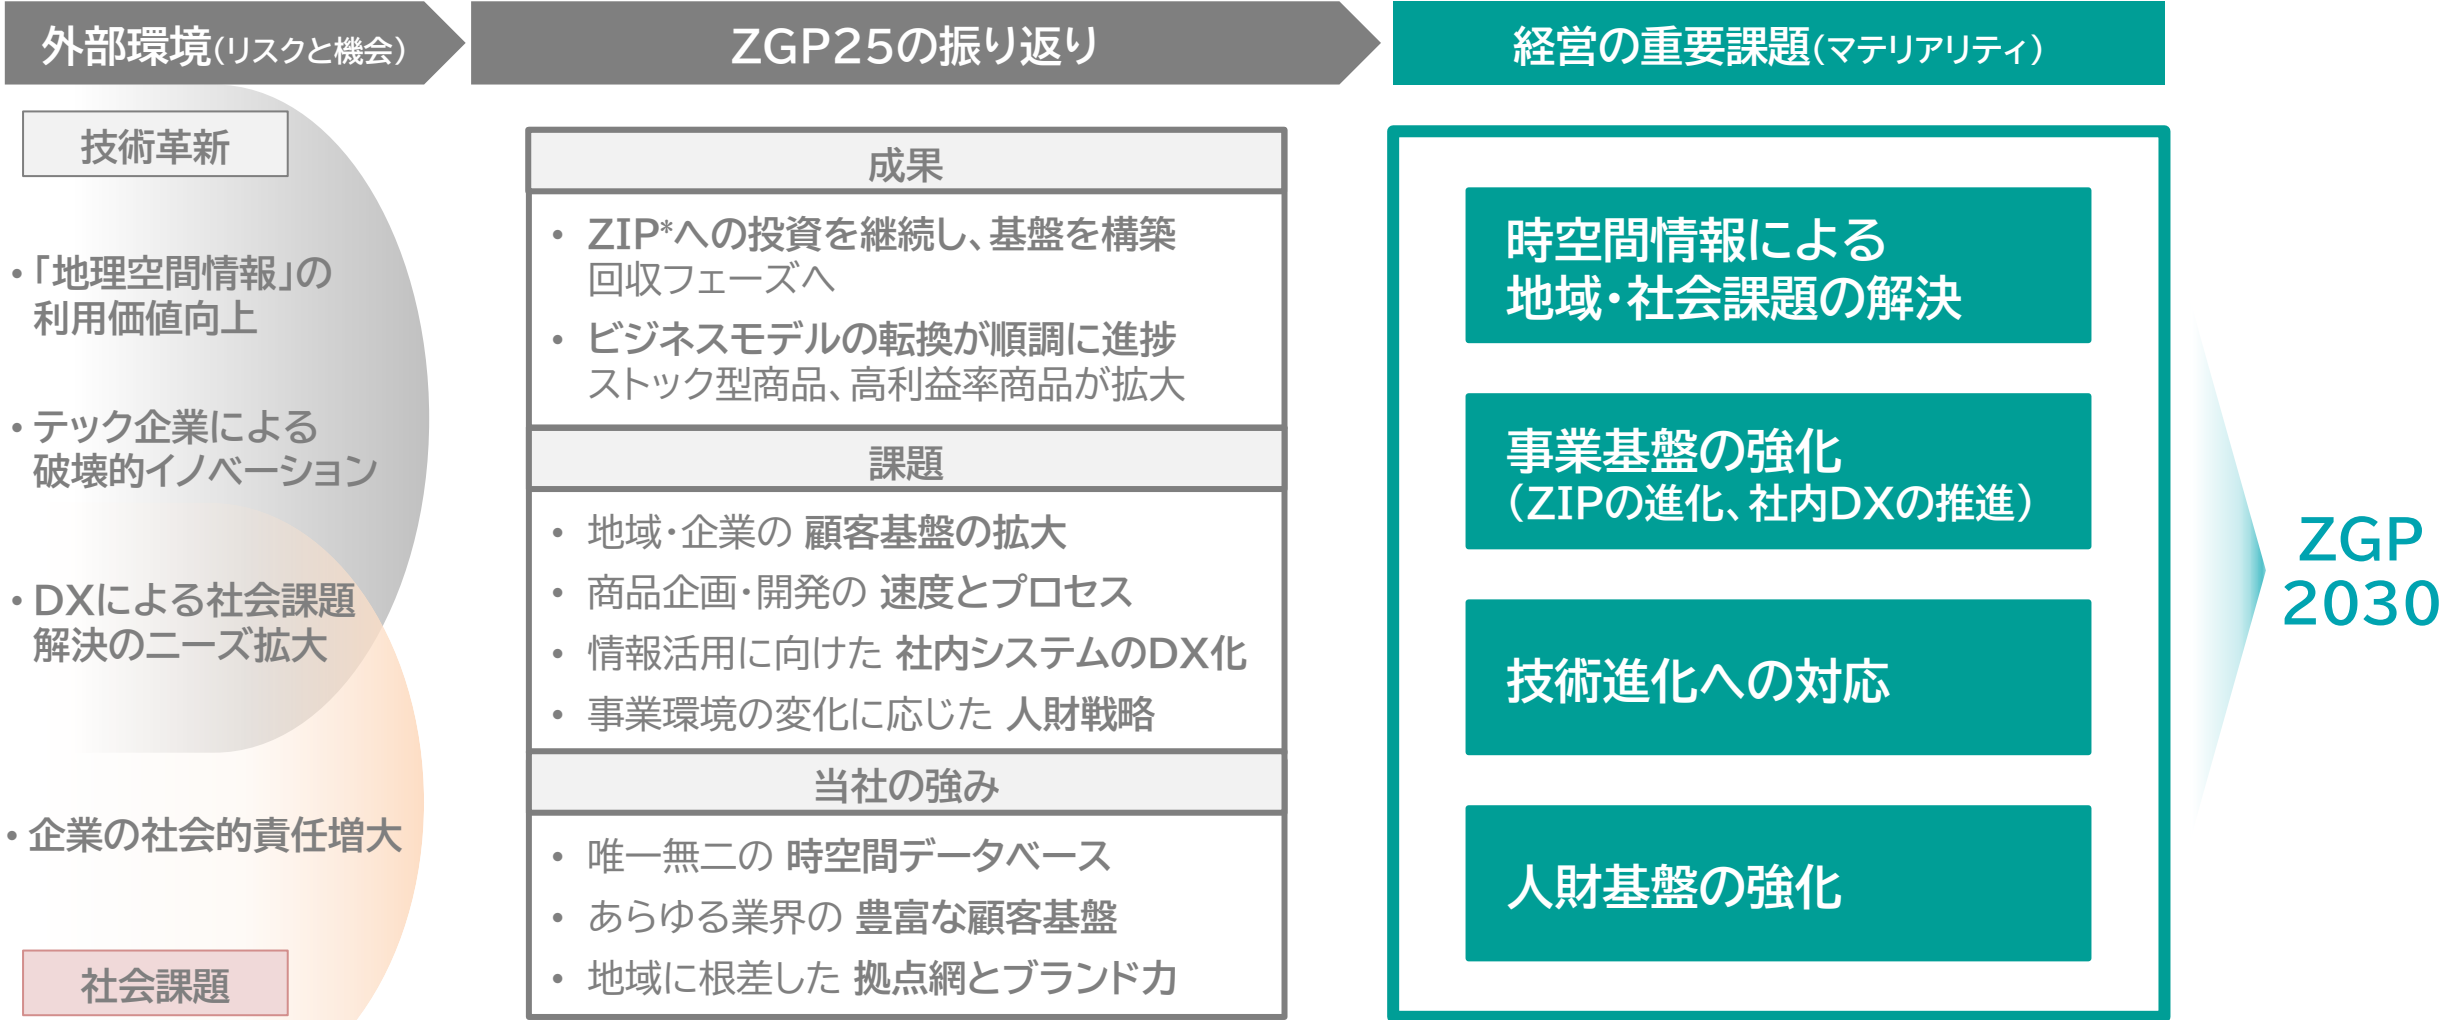 外部環境(リスクと機会)
ZGP25の振り返り
経営の重要課題(マテリアリティ)
技術革新
・「地理空間情報」の
利用価値向上
・テック企業による
破壊的イノベーション
・DXによる社会課題
解決のニーズ拡大
・企業の社会的責任増大
社会課題
成果
• ZIP*への投資を継続し、基盤を構築
回収フェーズへ
• ビジネスモデルの転換が順調に進捗
ストック型商品、高利益率商品が拡大
課題
• 地域・企業の 顧客基盤の拡大
• 商品企画・開発の 速度とプロセス
• 情報活用に向けた 社内システムのDX化
• 事業環境の変化に応じた 人財戦略
当社の強み
• 唯一無二の 時空間データベース
• あらゆる業界の 豊富な顧客基盤
• 地域に根差した 拠点網とブランド力
時空間情報による
地域・社会課題の解決
事業基盤の強化
(ZIPの進化、社内DXの推進)
技術進化への対応
人財基盤の強化
ZGP
2030